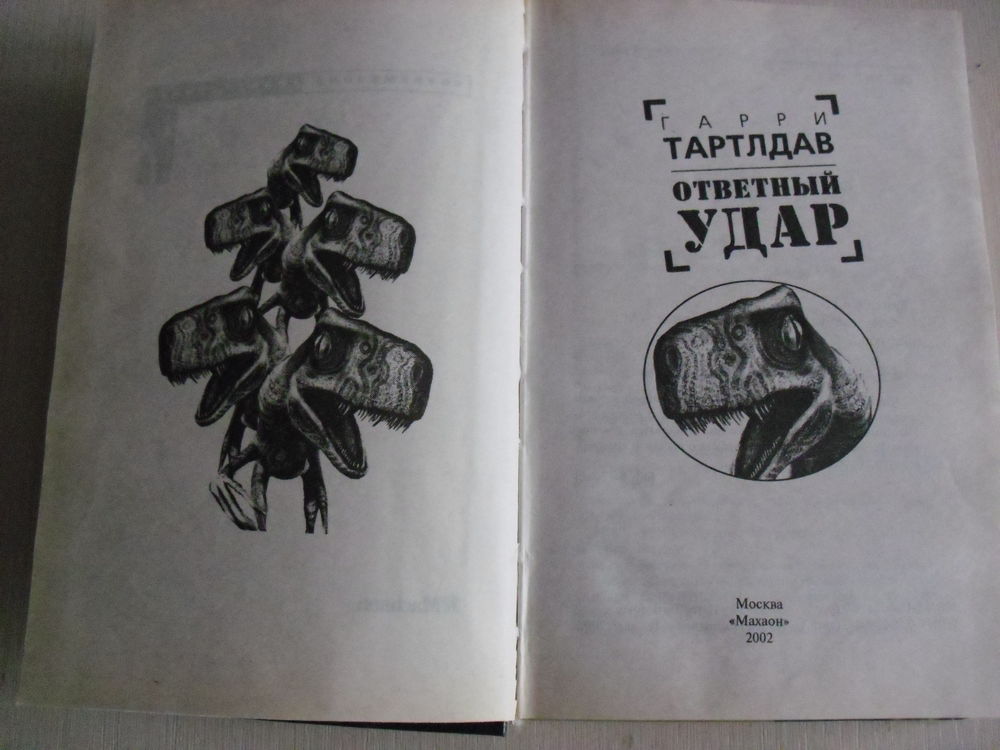 ГАРРИ
ТАРТЛДАВ
ОТВЕТНЫЙ
УДАР
Москва
«Махаон»
2002